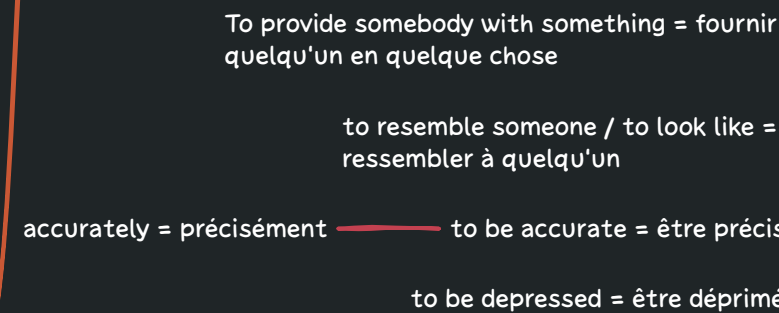 To provide somebody with something = fournir
quelqu'un en quelque chose
to resemble someone / to look like =
ressembler à quelqu'un
accurately = précisément to be accurate = être précis
to be depressed = être déprimé